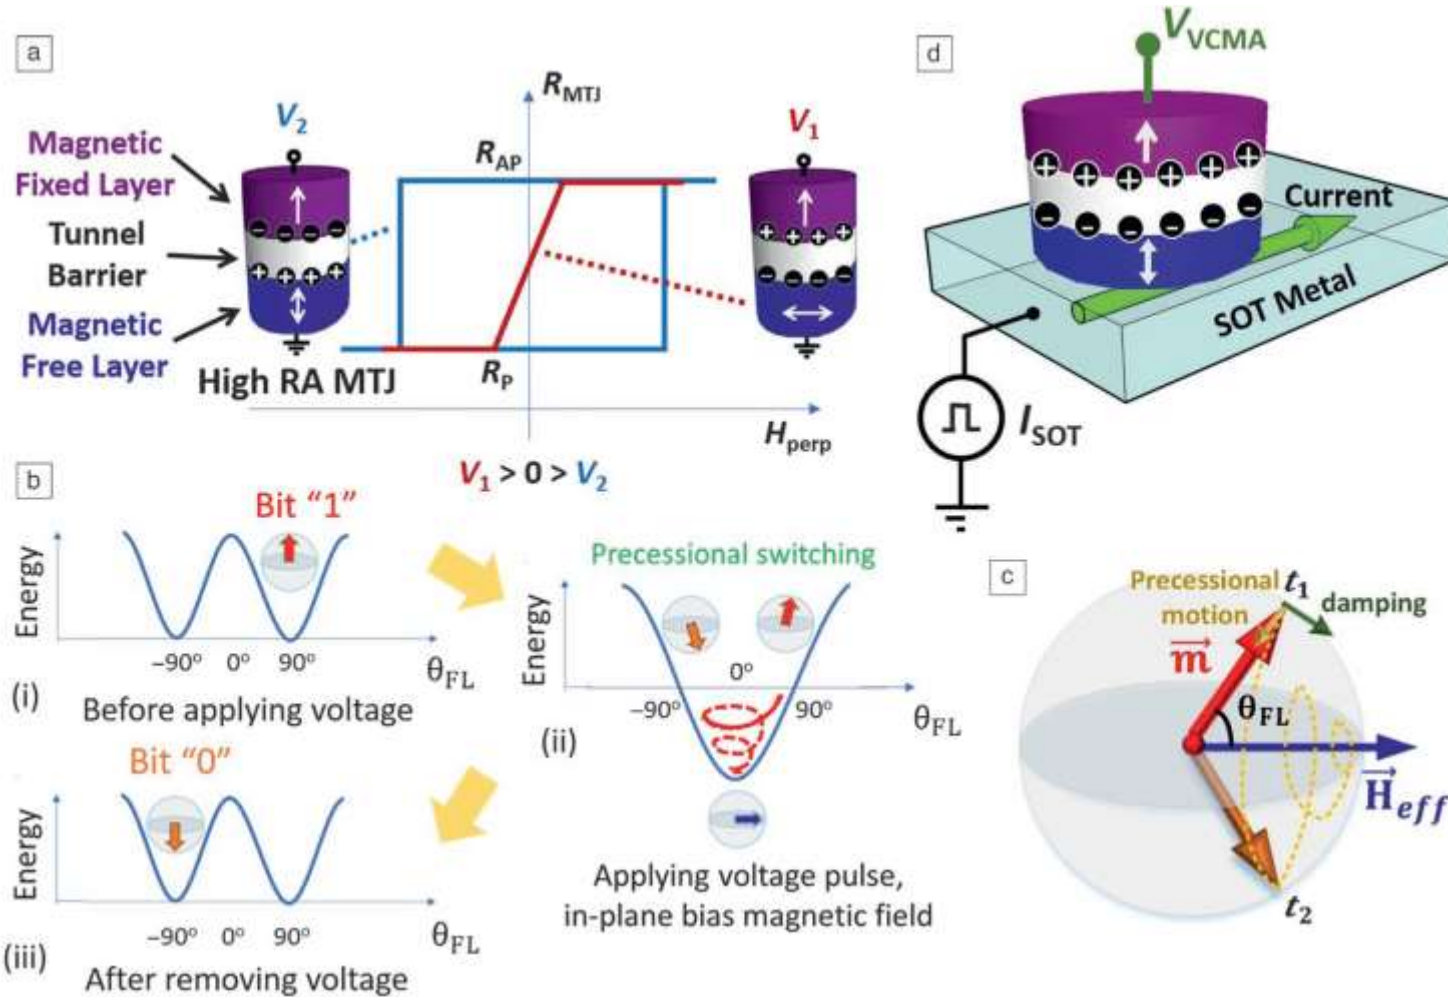 a
Magnetic
Fixed Layer
Tunnel
Barrier
Magnetic
Free Layer
V2
High RA MTJ
RMTJ
RAP
RP
Hperp
V1
V1 > 0 > V2
d
VVCMA
Current
SOT Metal
ISOT
b
Bit “1”
Energy
–90° 0° 90°
θFL
(i)
Before applying voltage
Precessional switching
Energy
0°
–90° 90°
θFL
(ii)
Applying voltage pulse,
in-plane bias magnetic field
Bit “0”
Energy
–90° 0° 90°
θFL
(iii)
After removing voltage
c
Precessional
motion
t1
damping
m
θFL
Heff
t2